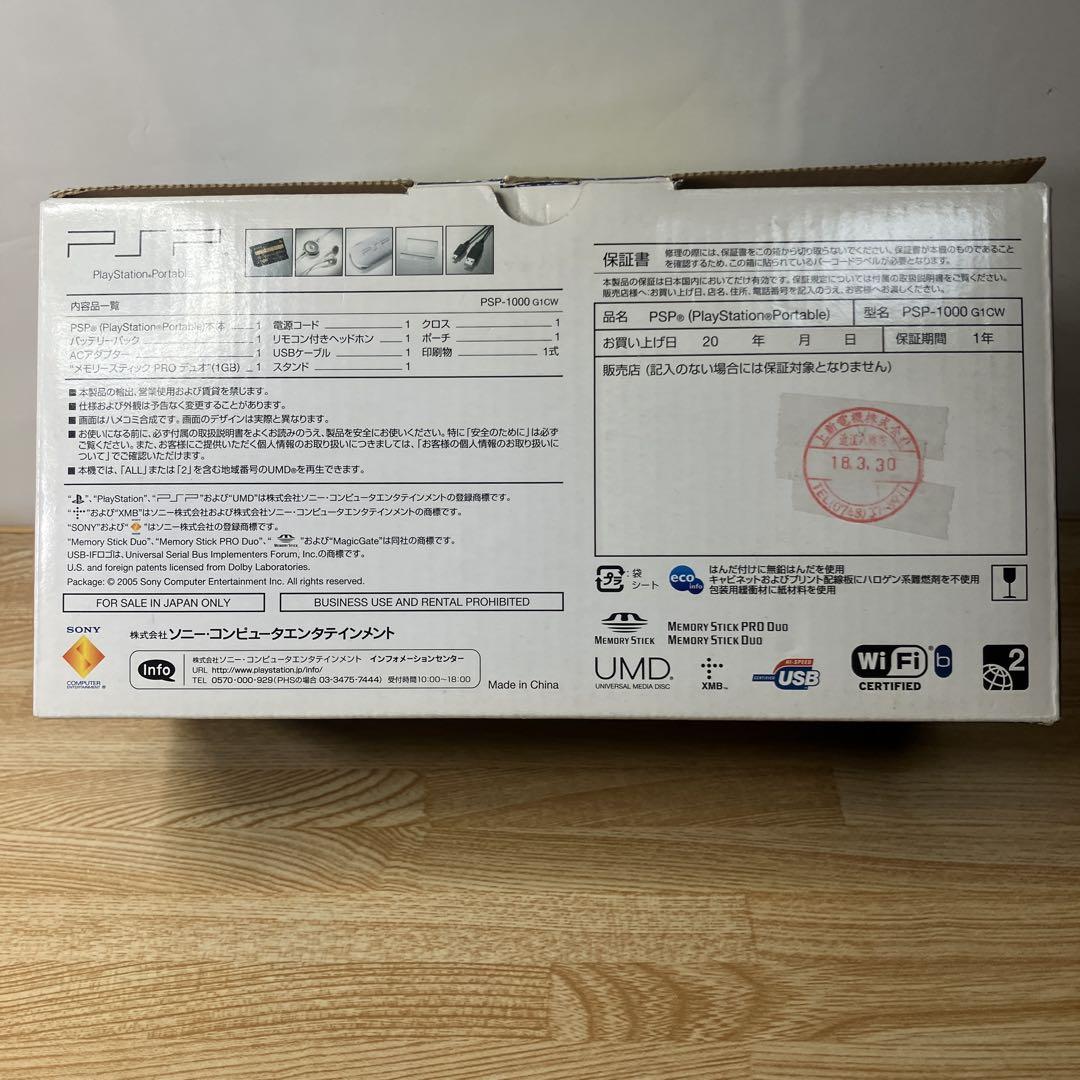 PSP
PlayStation®Portable
内容品一覧
PSP-1000 G1CW
PSP®(PlayStation®Portable)本体 1
バッテリーパック 1
ACアダプター 1
"メモリースティック PRO デュオ"(1GB) 1
電源コード 1
リモコン付きヘッドホン 1
USBケーブル 1
スタンド 1
クロス 1
ポーチ 1
印刷物 1式
■ 本製品の輸出、営業使用および賃貸を禁じます。
■ 仕様および外観は予告なく変更することがあります。
■ 画面はハメコミ合成です。画面のデザインは実際と異なります。
■ お使いになる前に、必ず付属の取扱説明書をよくお読みのうえ、製品を安全にお使いください。特に「安全のために」は必ず
ご覧ください。また、お客様にご提供いただく個人情報のお取り扱いにつきましては、「お客様の個人情報のお取り扱いに
ついて」でご確認いただけます。
■ 本機では、「ALL」または「2」を含む地域番号のUMD®を再生できます。
" "、"PlayStation"、"PSP"および"UMD"は株式会社ソニー・コンピュータエンタテインメントの登録商標です。
" "および"XMB"はソニー株式会社および株式会社ソニー・コンピュータエンタテインメントの商標です。
"SONY"および" "はソニー株式会社の登録商標です。
"Memory Stick Duo"、"Memory Stick PRO Duo"、" "および"MagicGate"は同社の商標です。
USB-IFロゴは、Universal Serial Bus Implementers Forum, Inc.の商標です。
U.S. and foreign patents licensed from Dolby Laboratories.
Package: © 2005 Sony Computer Entertainment Inc. All rights reserved.
FOR SALE IN JAPAN ONLY
BUSINESS USE AND RENTAL PROHIBITED
SONY
COMPUTER
ENTERTAINMENT ®
株式会社 ソニー・コンピュータエンタテインメント
Info
株式会社ソニー・コンピュータエンタテインメント インフォメーションセンター
URL http://www.playstation.jp/info/
TEL 0570-000-929(PHSの場合 03-3475-7444) 受付時間10:00~18:00
Made in China
保証書
修理の際には、保証書をこの箱から切り取らないでください。保証書が本機のものであること
を確認するため、この箱に貼られているバーコードラベルが必要となります。
本製品の保証は日本国内においてだけ有効です。保証規定については付属の取扱説明書をご覧ください。
販売店様へ:お買い上げ日、店名、住所、電話番号を記入のうえ、お客様へお渡しください。
品名 PSP®(PlayStation®Portable)
型名 PSP-1000 G1CW
お買い上げ日 20 年 月 日
保証期間 1年
販売店 (記入のない場合には保証対象となりません)
上新電機株式会社
18.3.30
プラ
: 袋
シート
eco
info
はんだ付けに無鉛はんだを使用
キャビネットおよびプリント配線板にハロゲン系難燃剤を不使用
包装用緩衝材に紙材料を使用
MEMORY STICK
MEMORY STICK PRO DUO
MEMORY STICK DUO
UMD®
UNIVERSAL MEDIA DISC
XMB™
HI-SPEED
CERTIFIED USB
Wi Fi b
CERTIFIED
2